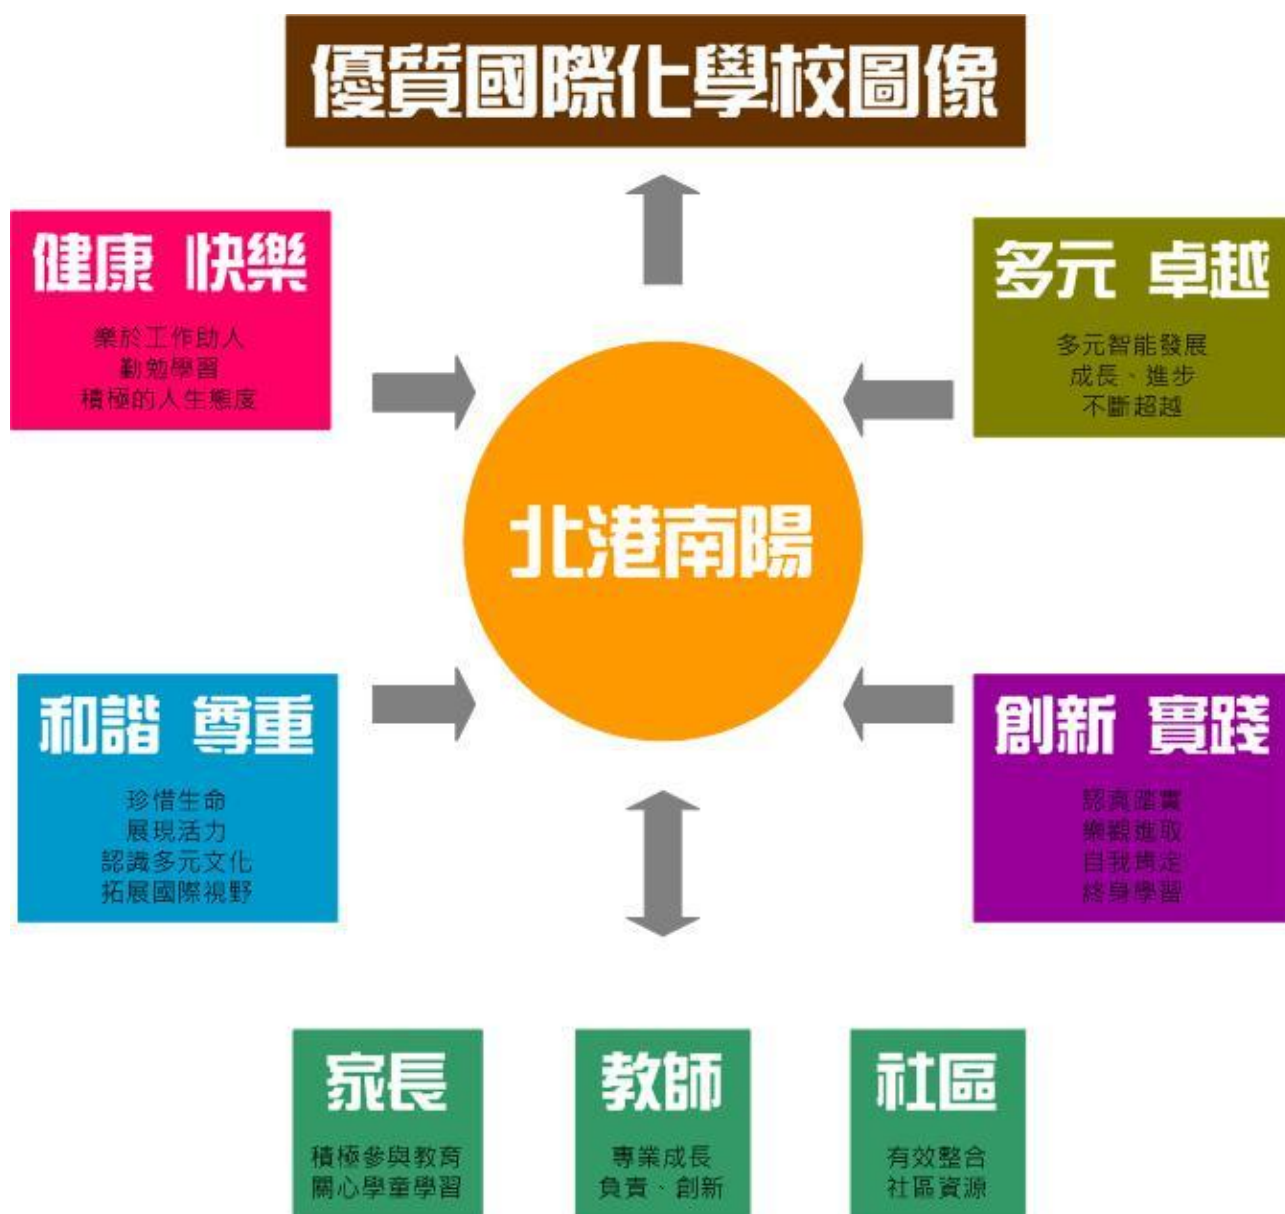 優質國際化學校圖像
健康 快樂
樂於工作助人
勤勉學習
積極的人生態度
多元 卓越
多元智能發展
成長、進步
不斷超越
北港南陽
和諧 尊重
珍惜生命
展現活力
認識多元文化
拓展國際視野
創新 實踐
認真踏實
樂觀進取
自我肯定
終身學習
家長
積極參與教育
關心學童學習
教師
專業成長
負責、創新
社區
有效整合
社區資源